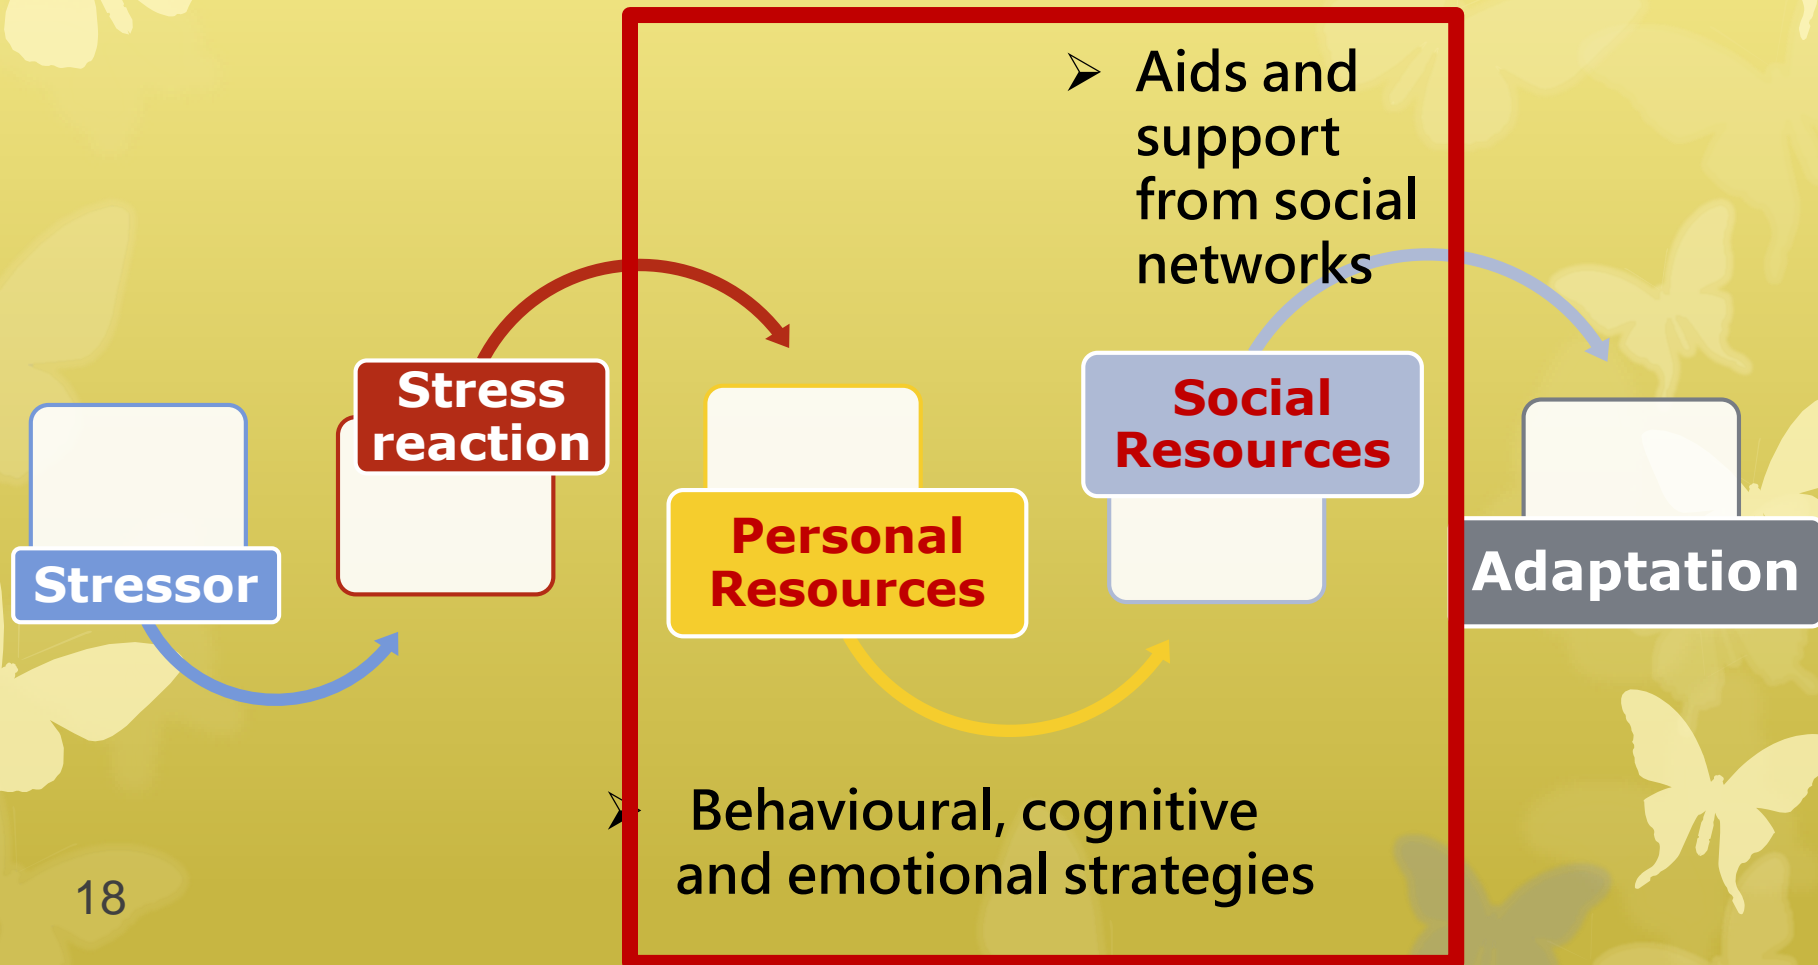 ➢ Aids and
support
from social
networks
Stress
reaction
Social
Resources
Personal
Resources
Stressor
Adaptation
➢ Behavioural, cognitive
and emotional strategies
18